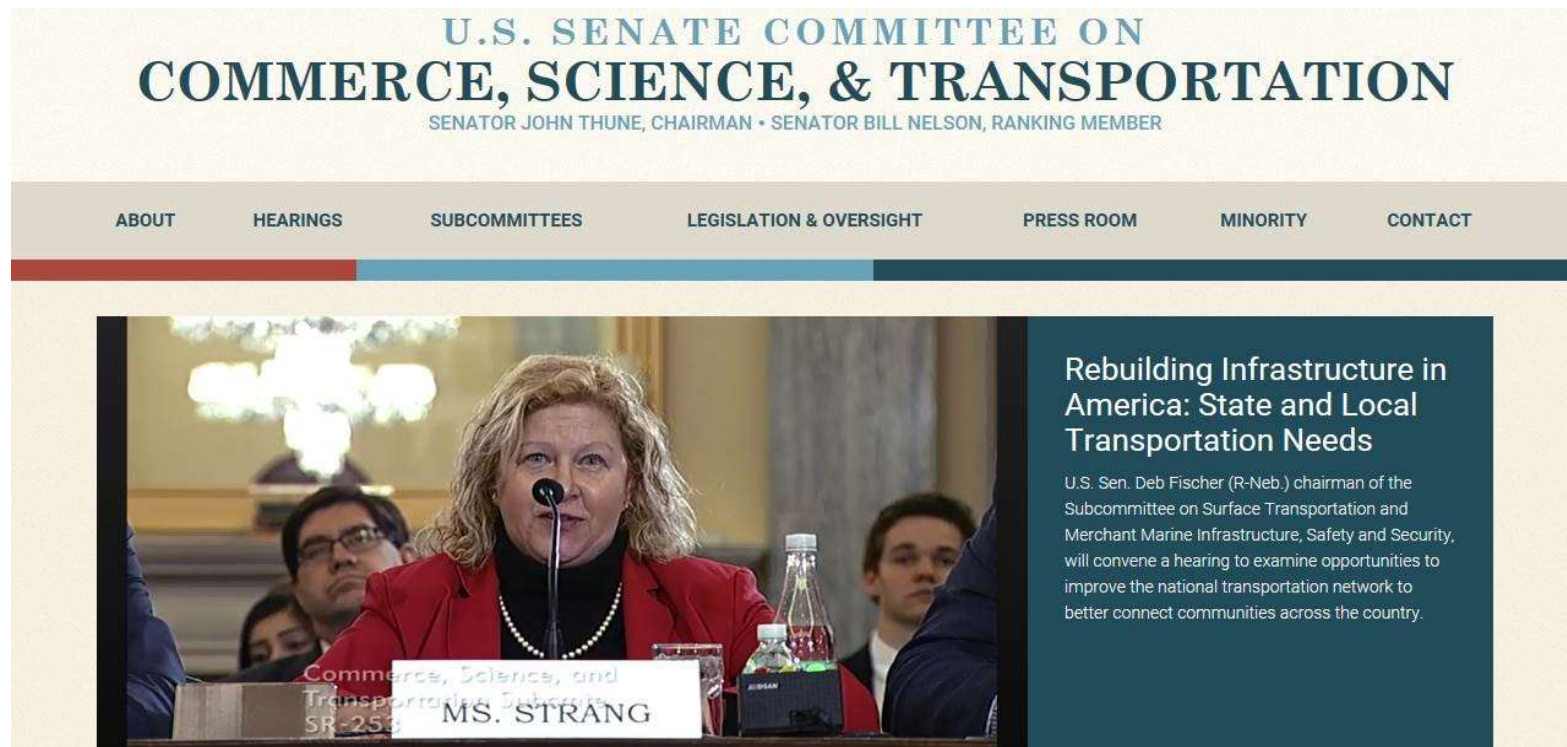 U.S. SENATE COMMITTEE ON
COMMERCE, SCIENCE, & TRANSPORTATION
SENATOR JOHN THUNE, CHAIRMAN • SENATOR BILL NELSON, RANKING MEMBER
ABOUT HEARINGS SUBCOMMITTEES LEGISLATION & OVERSIGHT PRESS ROOM MINORITY CONTACT
Rebuilding Infrastructure in
America: State and Local
Transportation Needs
U.S. Sen. Deb Fischer (R-Neb.) chairman of the
Subcommittee on Surface Transportation and
Merchant Marine Infrastructure, Safety and Security,
will convene a hearing to examine opportunities to
improve the national transportation network to
better connect communities across the country.
Commerce, Science, and
Transportation
SR-253
MS. STRANG